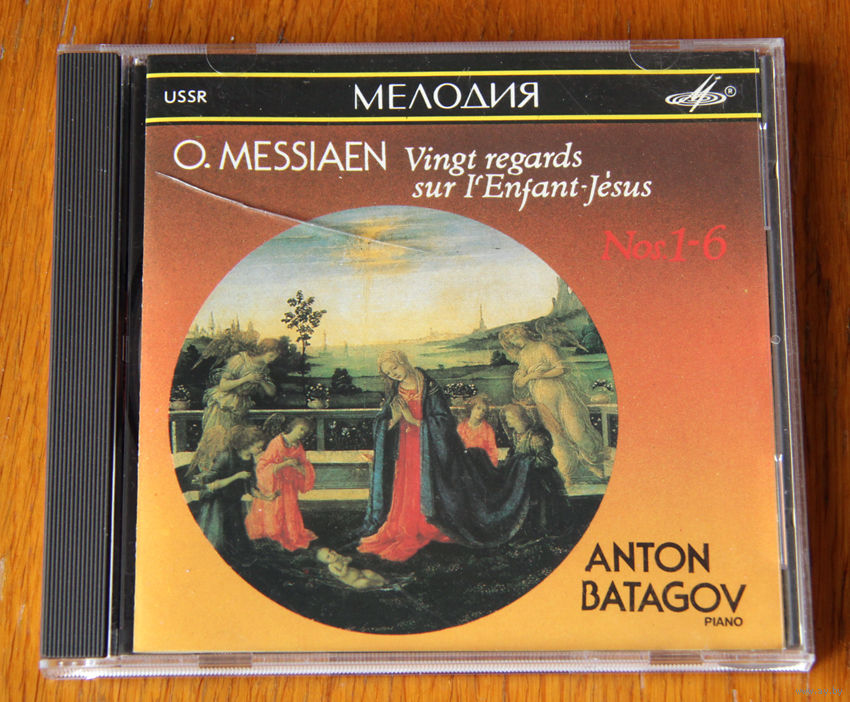 USSR
МЕЛОДИЯ
®
O. MESSIAEN
Vingt regards
sur l'Enfant-Jésus
Nos 1-6
ANTON
BATAGOV
PIANO